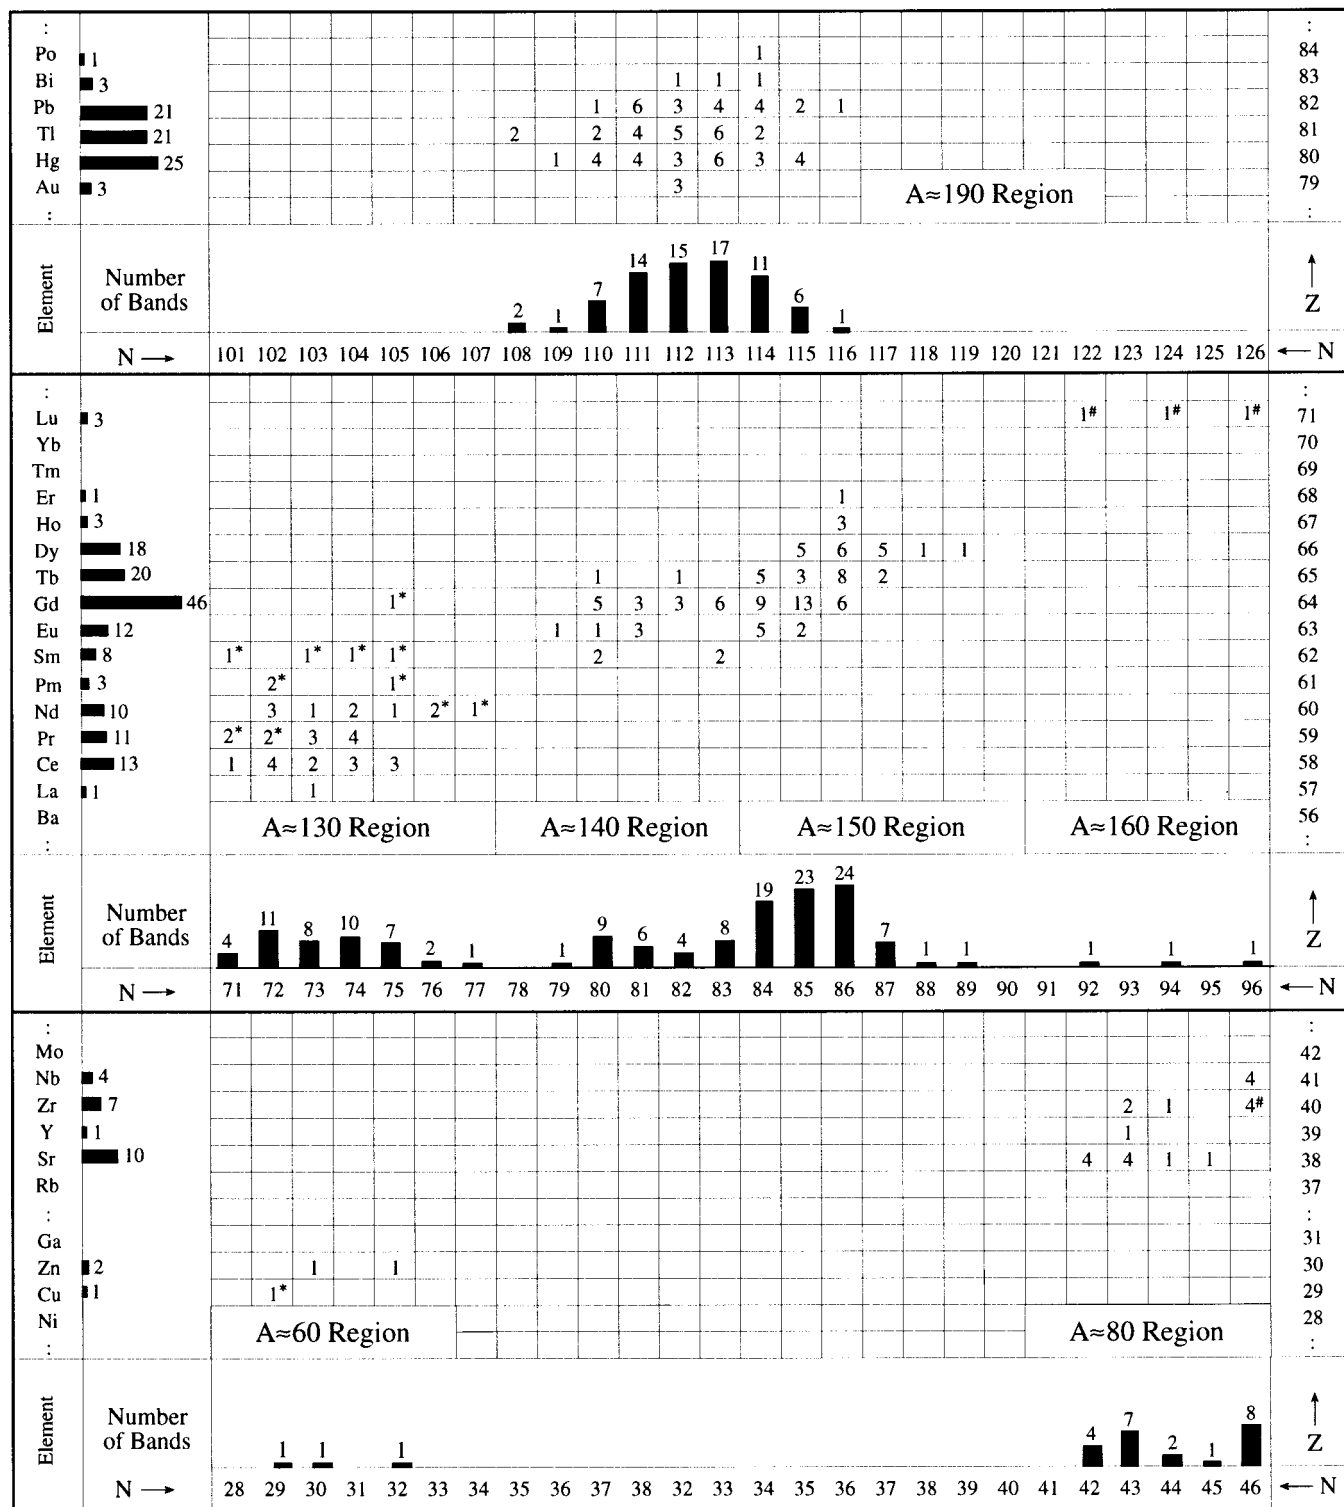 : :
Po 1 1 84
Bi 3 1 1 1 83
Pb 21 1 6 3 4 4 2 1 82
Tl 21 2 2 4 5 6 2 81
Hg 25 1 4 4 3 6 3 4 80
Au 3 3 A≈190 Region 79
: :
Element Number of Bands 2 1 7 14 15 17 11 6 1 ↑ Z
N → 101 102 103 104 105 106 107 108 109 110 111 112 113 114 115 116 117 118 119 120 121 122 123 124 125 126 ← N
: :
Lu 3 1# 1# 1# 71
Yb 70
Tm 69
Er 1 1 68
Ho 3 3 67
Dy 18 5 6 5 1 1 66
Tb 20 1 1 5 3 8 2 65
Gd 46 1* 5 3 3 6 9 13 6 64
Eu 12 1 1 3 5 2 63
Sm 8 1* 1* 1* 1* 2 2 62
Pm 3 2* 1* 61
Nd 10 3 1 2 1 2* 1* 60
Pr 11 2* 2* 3 4 59
Ce 13 1 4 2 3 3 58
La 1 1 57
Ba A≈130 Region A≈140 Region A≈150 Region A≈160 Region 56
: :
Element Number of Bands 4 11 8 10 7 2 1 1 9 6 4 8 19 23 24 7 1 1 1 1 1 ↑ Z
N → 71 72 73 74 75 76 77 78 79 80 81 82 83 84 85 86 87 88 89 90 91 92 93 94 95 96 ← N
: :
Mo 42
Nb 4 4 41
Zr 7 2 1 4# 40
Y 1 1 39
Sr 10 4 4 1 1 38
Rb 37
: :
Ga 31
Zn 2 1 1 30
Cu 1 1* 29
Ni A≈60 Region A≈80 Region 28
: :
Element Number of Bands 1 1 1 4 7 2 1 8 ↑ Z
N → 28 29 30 31 32 33 34 35 36 37 38 32 33 34 35 36 37 38 39 40 41 42 43 44 45 46 ← N